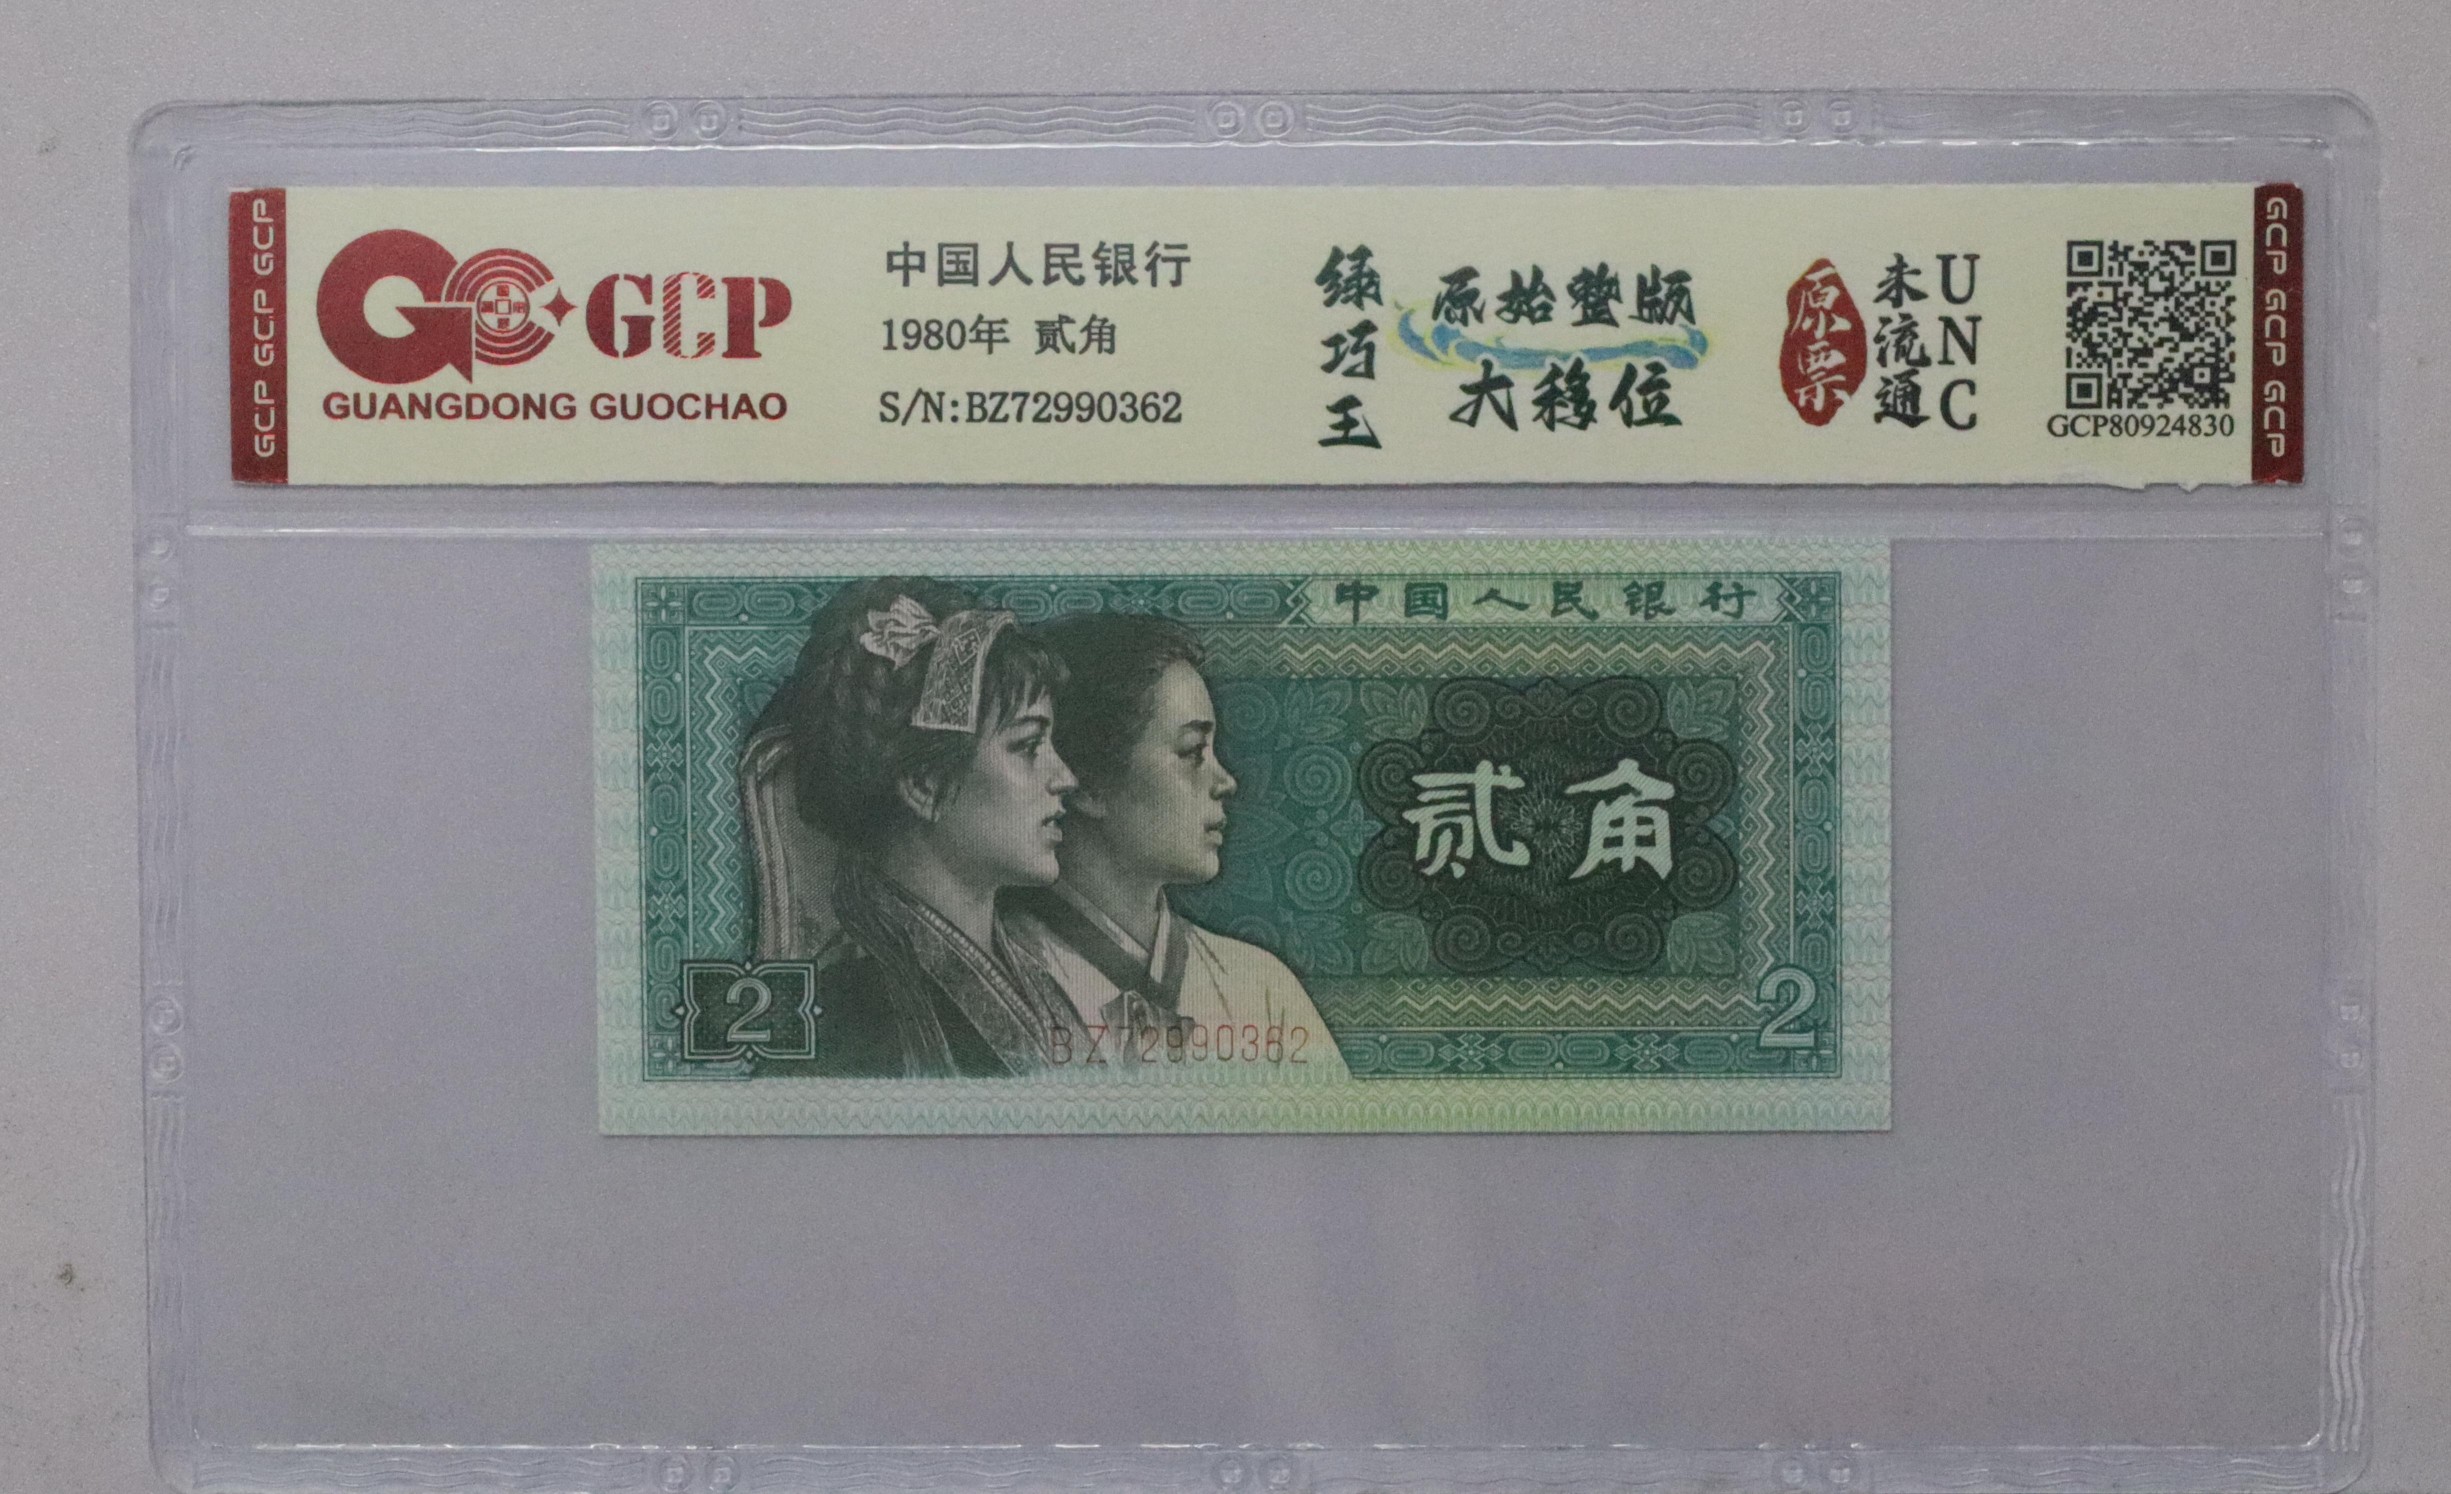 GCP GCP GCP
GCP
GUANGDONG GUOCHAO
中国人民银行
1980年 贰角
S/N:BZ72990362
绿巧王
原始整版
大移位
原票
未流通
UNC
GCP80924830
GCP GCP GCP
中国人民银行
贰角
2
2
BZ72990362